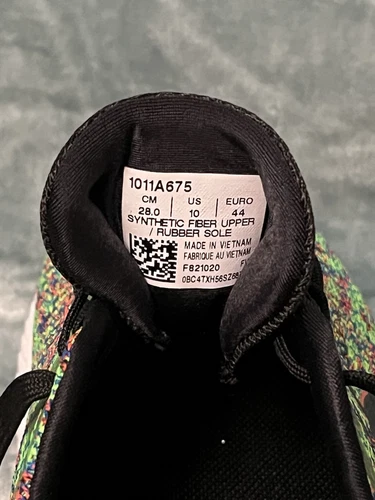 1011A675
CM US EURO
28.0 10 44
SYNTHETIC FIBER UPPER
/ RUBBER SOLE
MADE IN VIETNAM
FABRIQUE AU VIETNAM
F821020